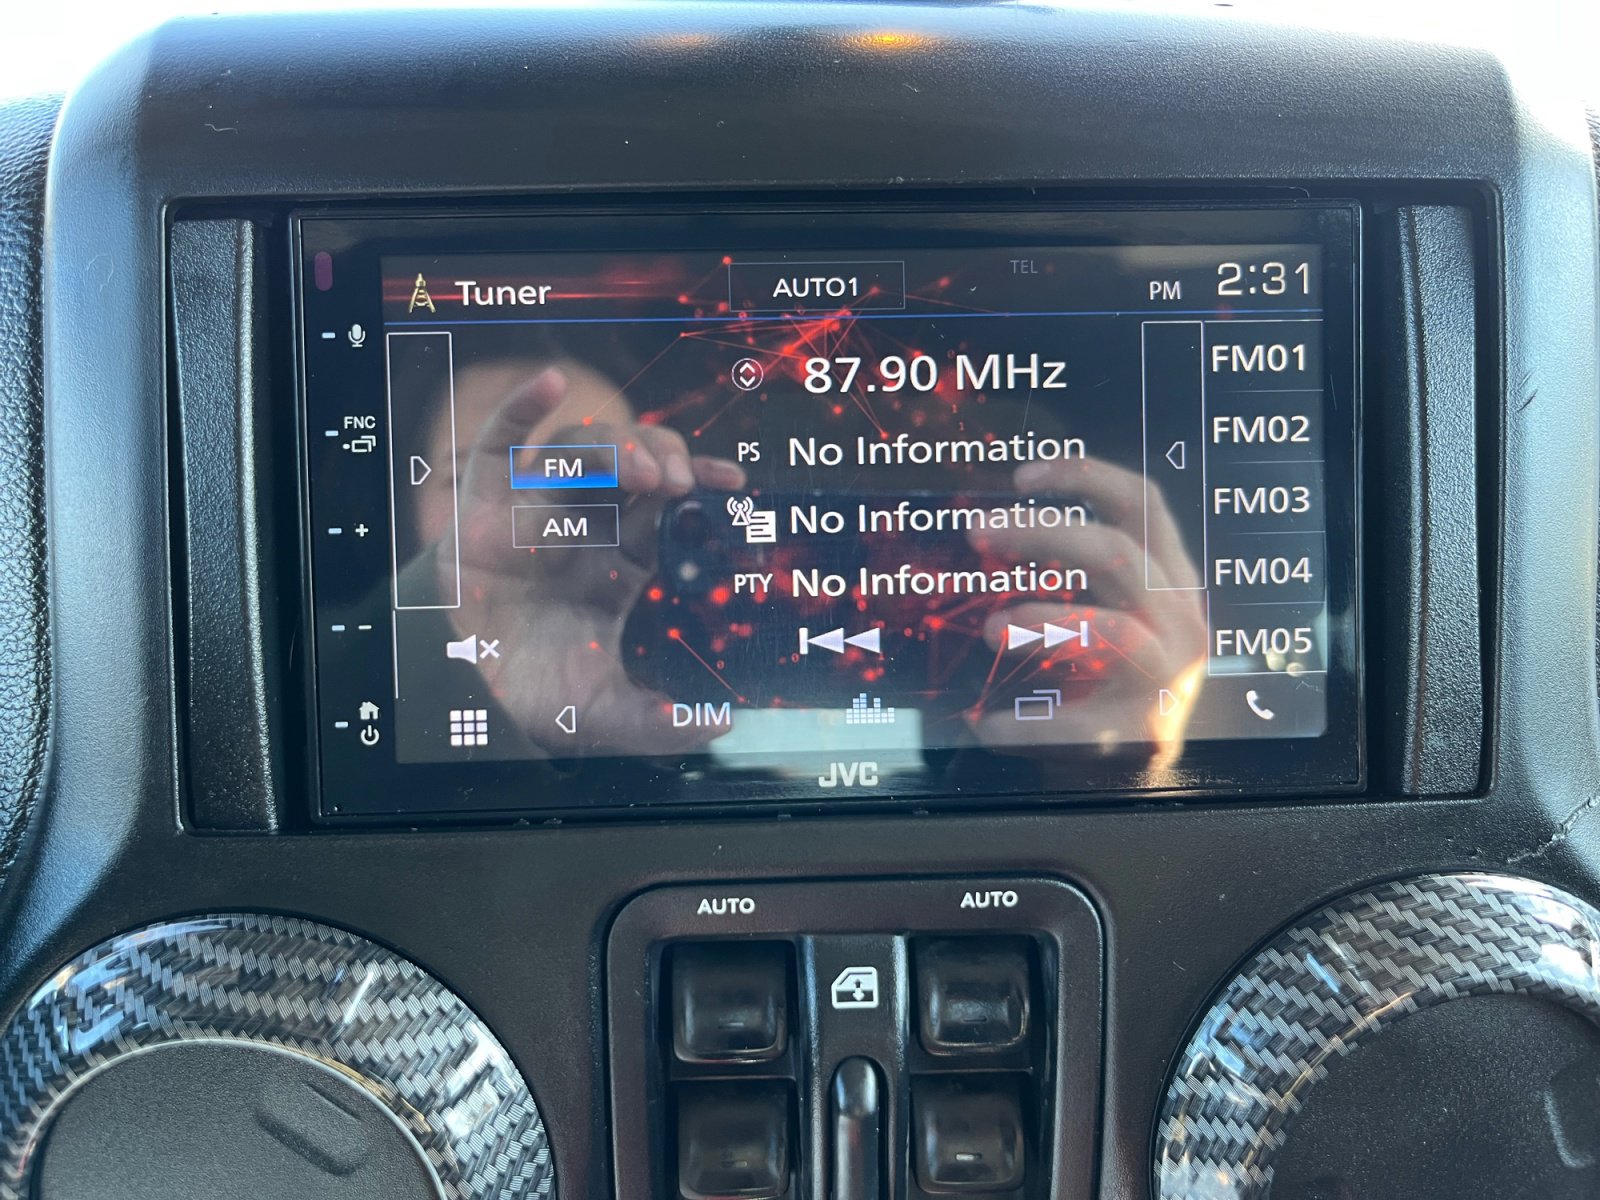 Tuner
AUTO1
TEL
PM 2:31
87.90 MHz
PS No Information
No Information
PTY No Information
FM
AM
FM01
FM02
FM03
FM04
FM05
FNC
+
-
DIM
JVC
AUTO
AUTO